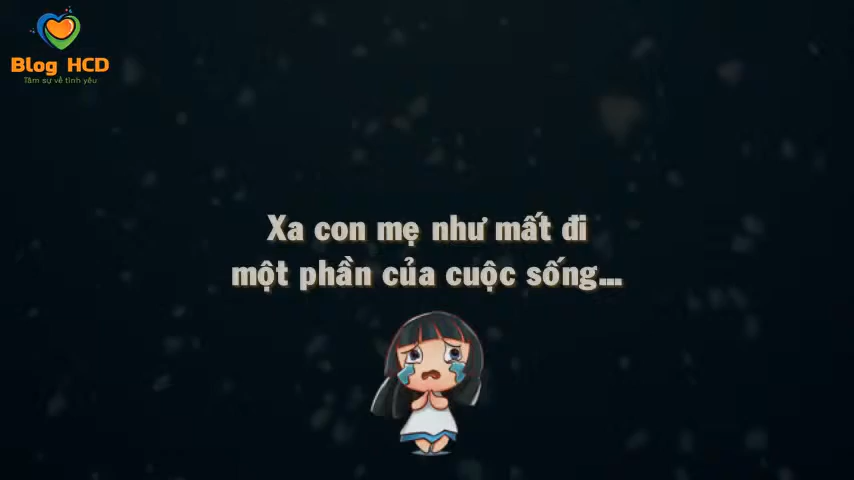 Blog HCD
Tâm sự về tình yêu
Xa con mẹ như mất đi
một phần của cuộc sống...